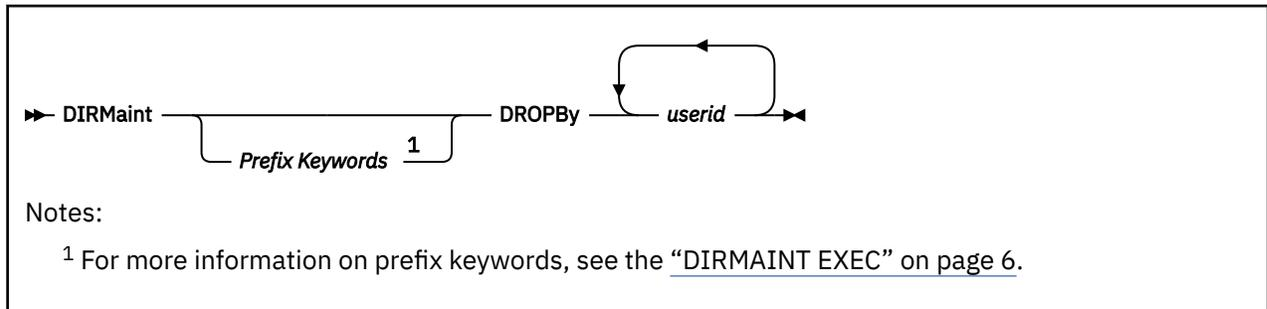 DIRMaint DROPBy userid
Prefix Keywords 1
Notes:
1 For more information on prefix keywords, see the “DIRMAINT EXEC” on page 6.